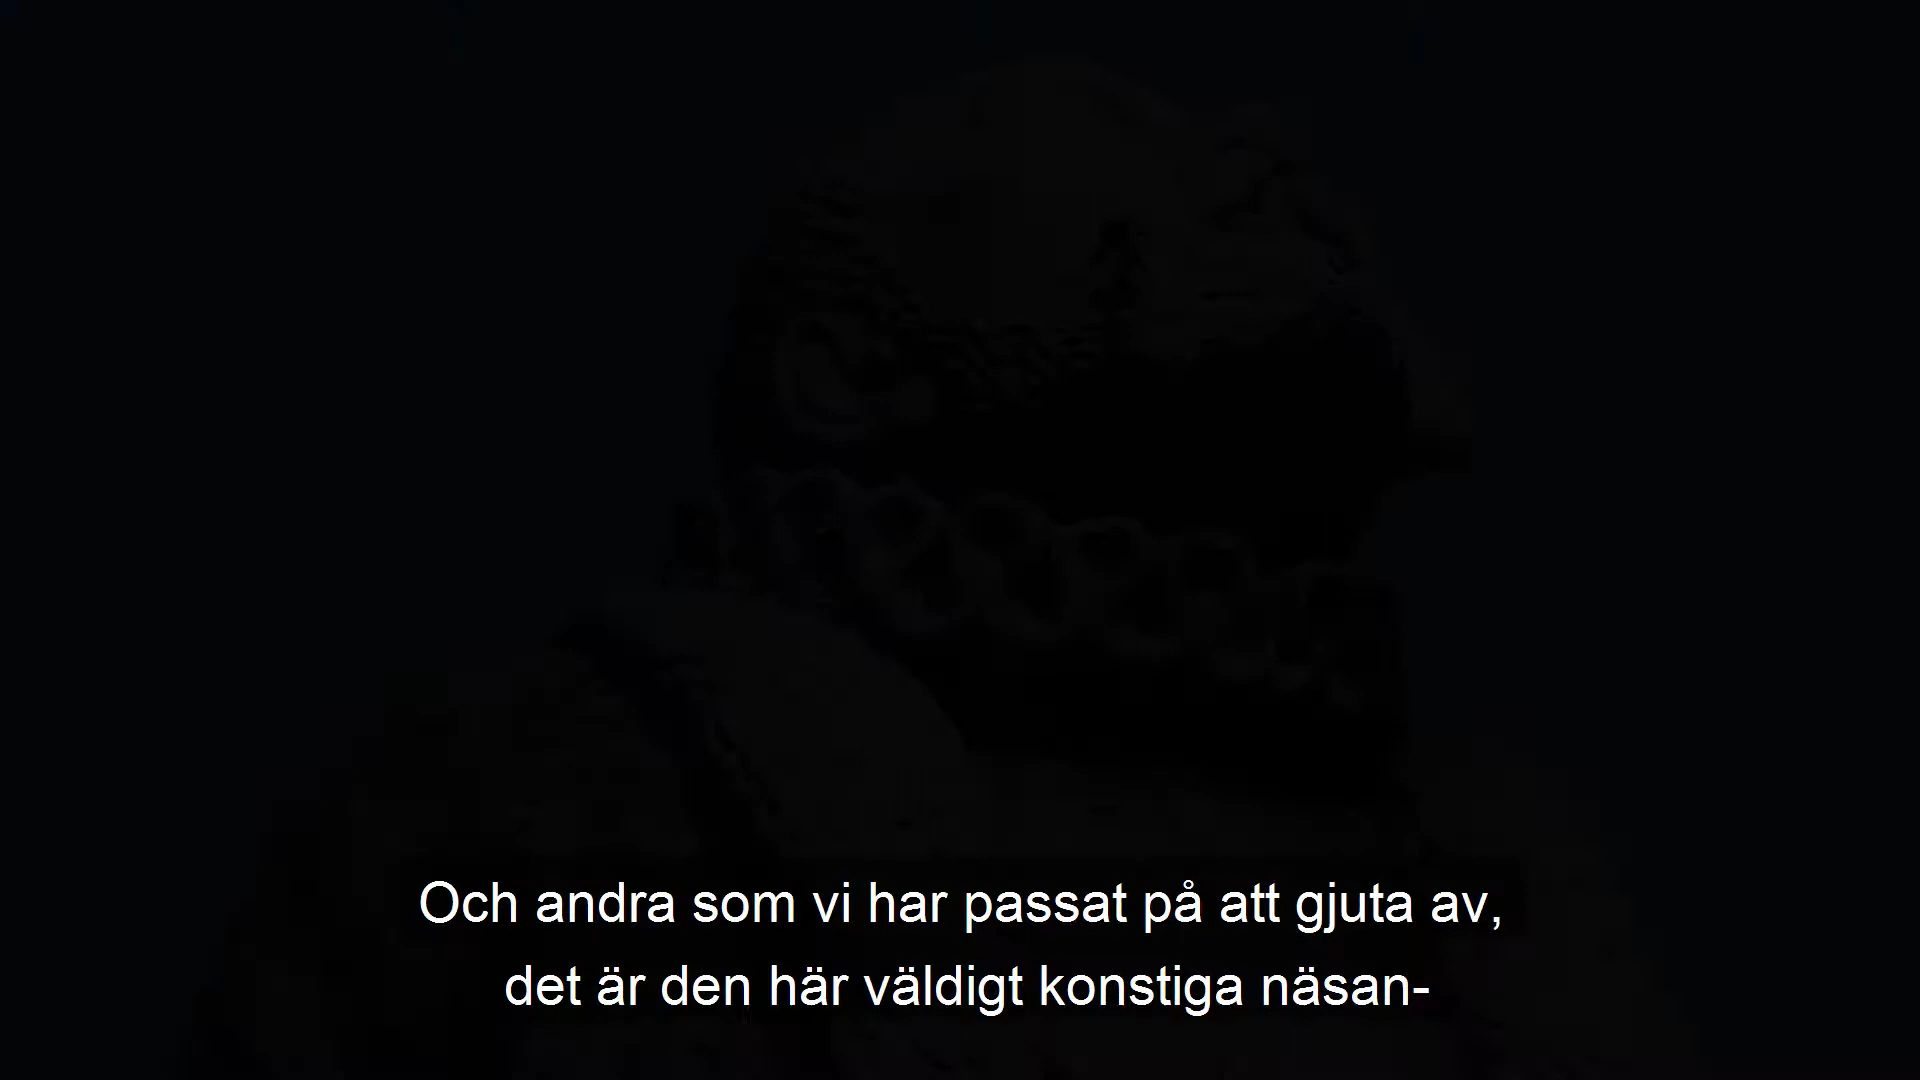 Och andra som vi har passat på att gjuta av,
det är den här väldigt konstiga näsan-